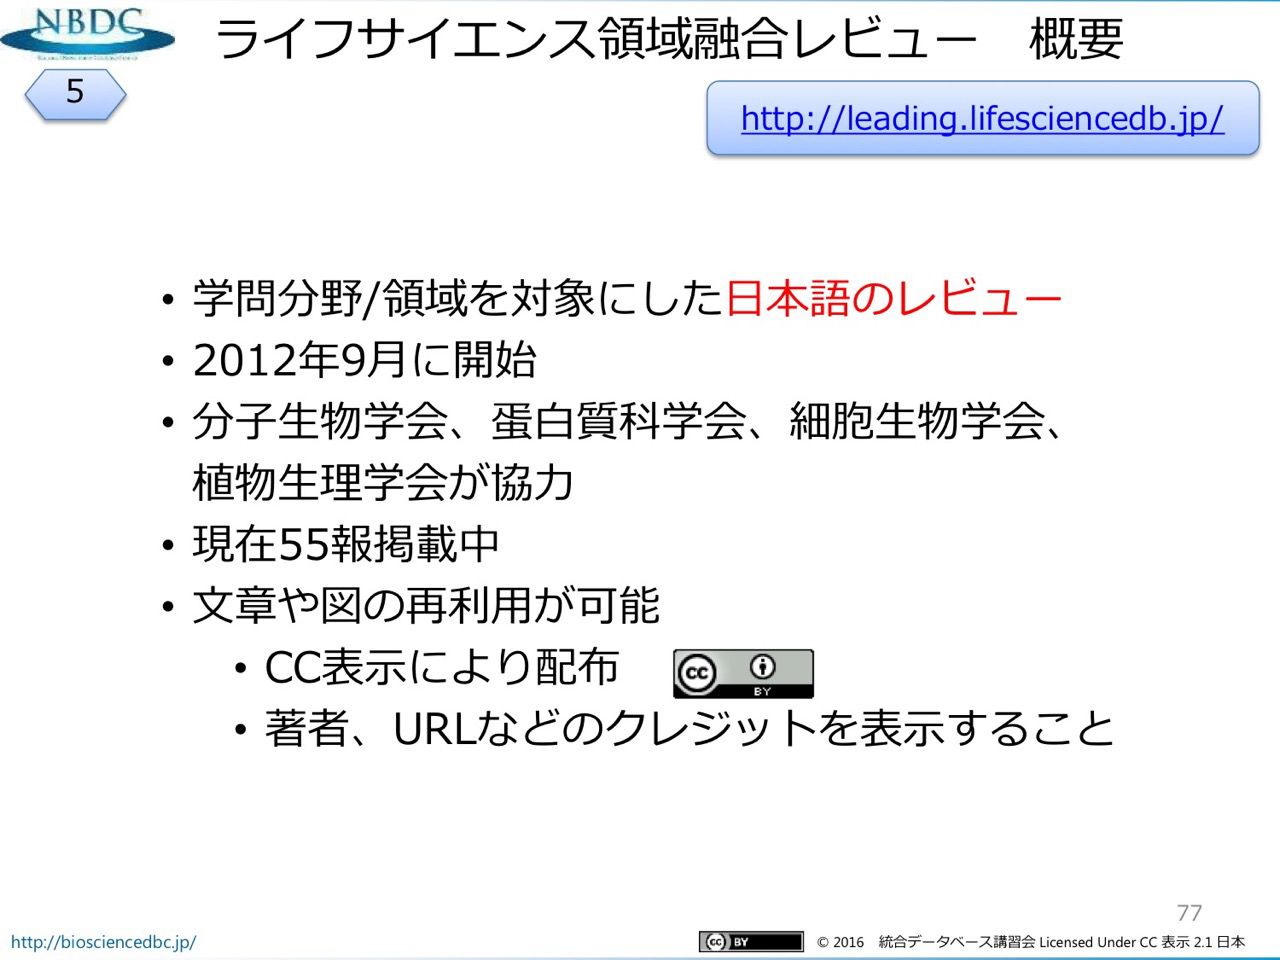 NBDC
ライフサイエンス領域融合レビュー　概要
5
http://leading.lifesciencedb.jp/
• 学問分野/領域を対象にした日本語のレビュー
• 2012年9月に開始
• 分子生物学会、蛋白質科学会、細胞生物学会、
植物生理学会が協力
• 現在55報掲載中
• 文章や図の再利用が可能
• CC表示により配布
cc BY
• 著者、URLなどのクレジットを表示すること
77
http://biosciencedbc.jp/
cc BY
© 2016　統合データベース講習会 Licensed Under CC 表示 2.1 日本